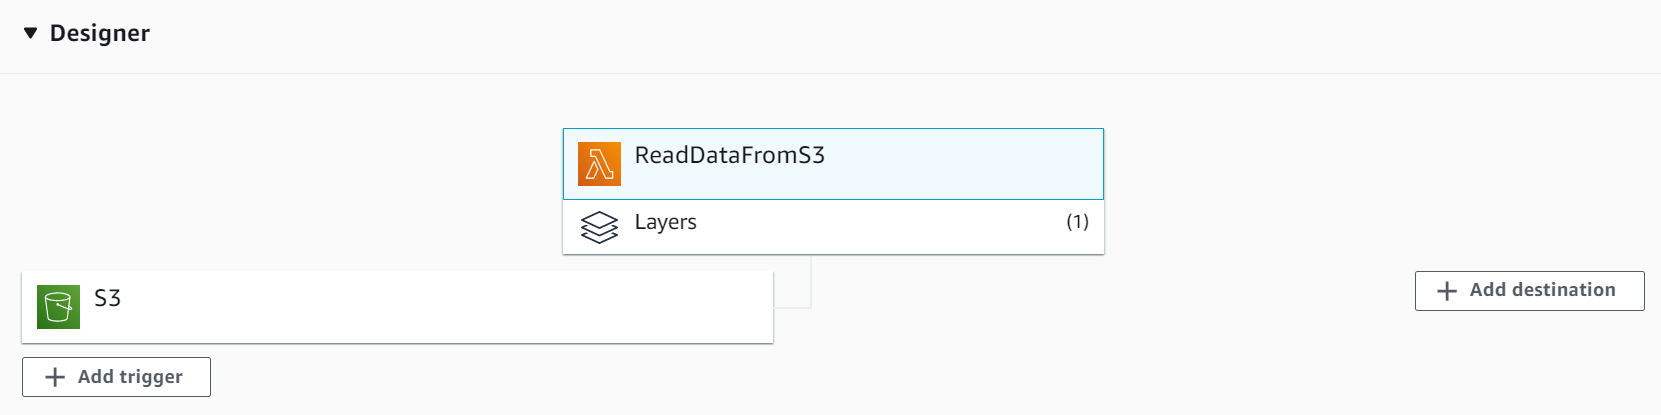 Designer
ReadDataFromS3
Layers (1)
S3
Add destination
Add trigger